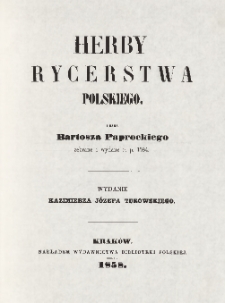 HERBY
RYCERSTWA
POLSKIEGO.
PRZEZ
Bartosza Paprockiego
zebrane i wydane r. p. 1584.
WYDANIE
KAZIMIERZA JÓZEFA TUROWSKIEGO.
KRAKÓW.
NAKŁADEM WYDAWNICTWA BIBLIOTEKI POLSKIEJ
1858.